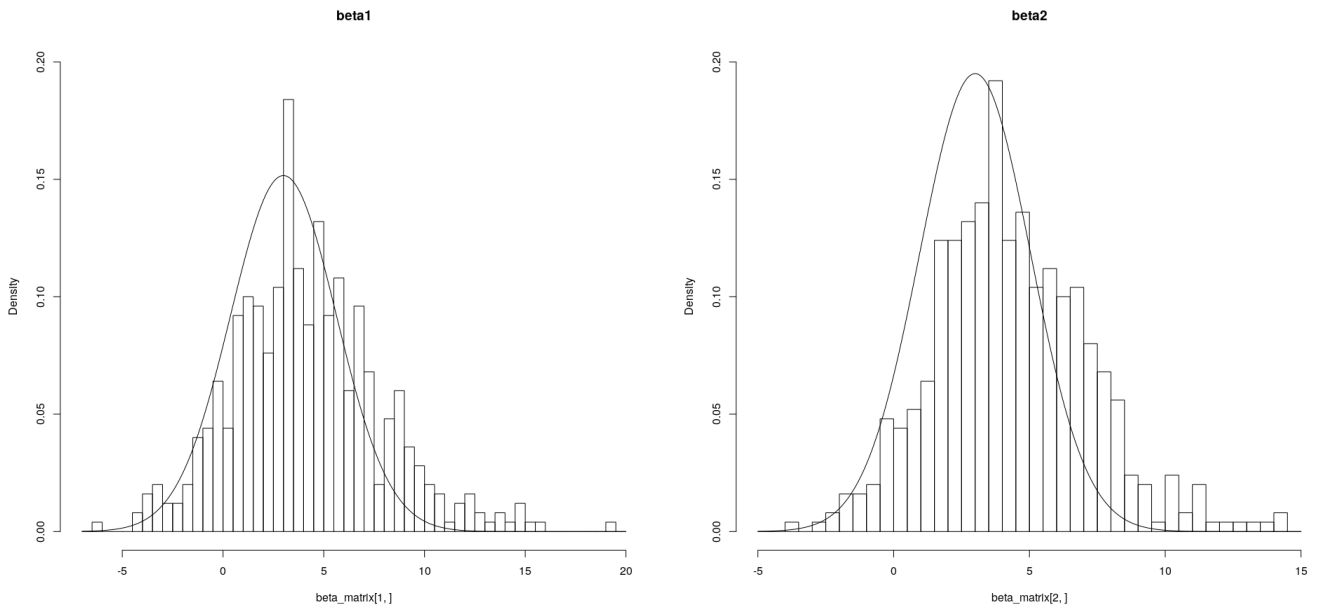 beta1
Density
0.00 0.05 0.10 0.15 0.20
-5 0 5 10 15 20
beta_matrix[1, ]
beta2
Density
0.00 0.05 0.10 0.15 0.20
-5 0 5 10 15
beta_matrix[2, ]